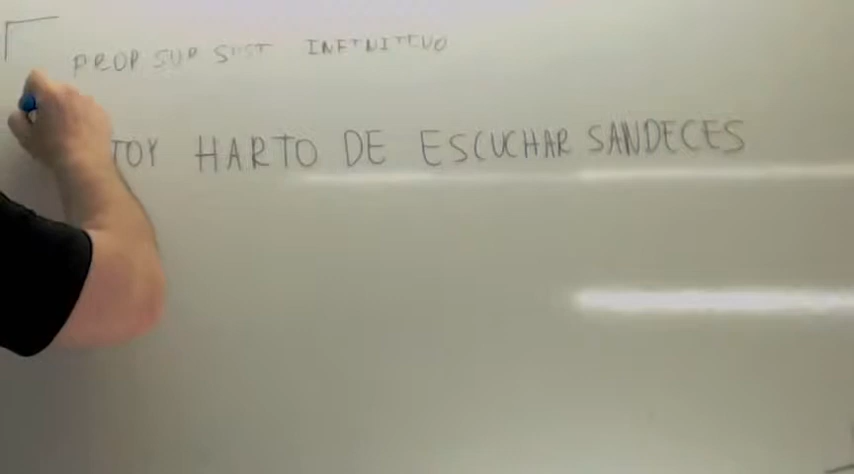 PROP SUB SUST INFINITIVO
TOY HARTO DE ESCUCHAR SANDECES